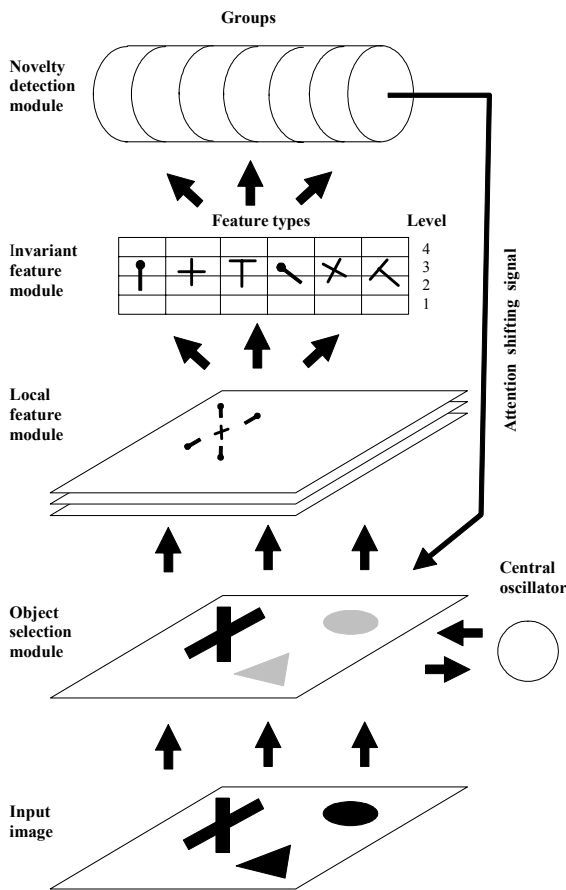 Groups
Novelty
detection
module
Feature types
Level
Invariant
feature
module
4
3
2
1
Attention shifting signal
Local
feature
module
Central
oscillator
Object
selection
module
Input
image